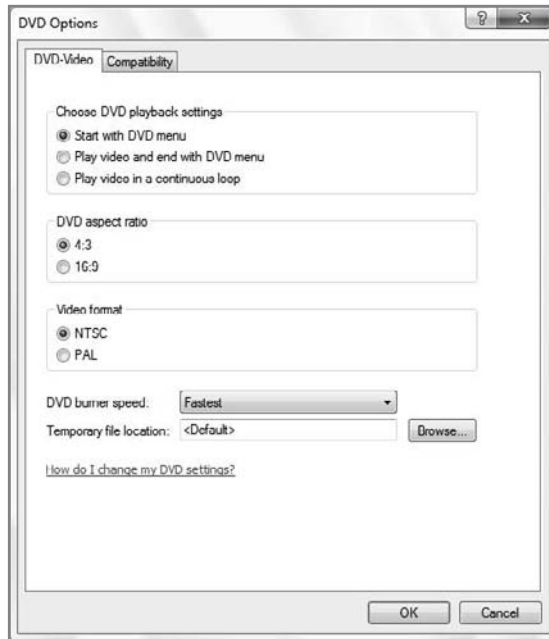 DVD Options
? X
DVD-Video Compatibility
Choose DVD playback settings
Start with DVD menu
Play video and end with DVD menu
Play video in a continuous loop
DVD aspect ratio
4:3
16:9
Video format
NTSC
PAL
DVD burner speed: Fastest
Temporary file location: <Default> Browse...
How do I change my DVD settings?
OK Cancel